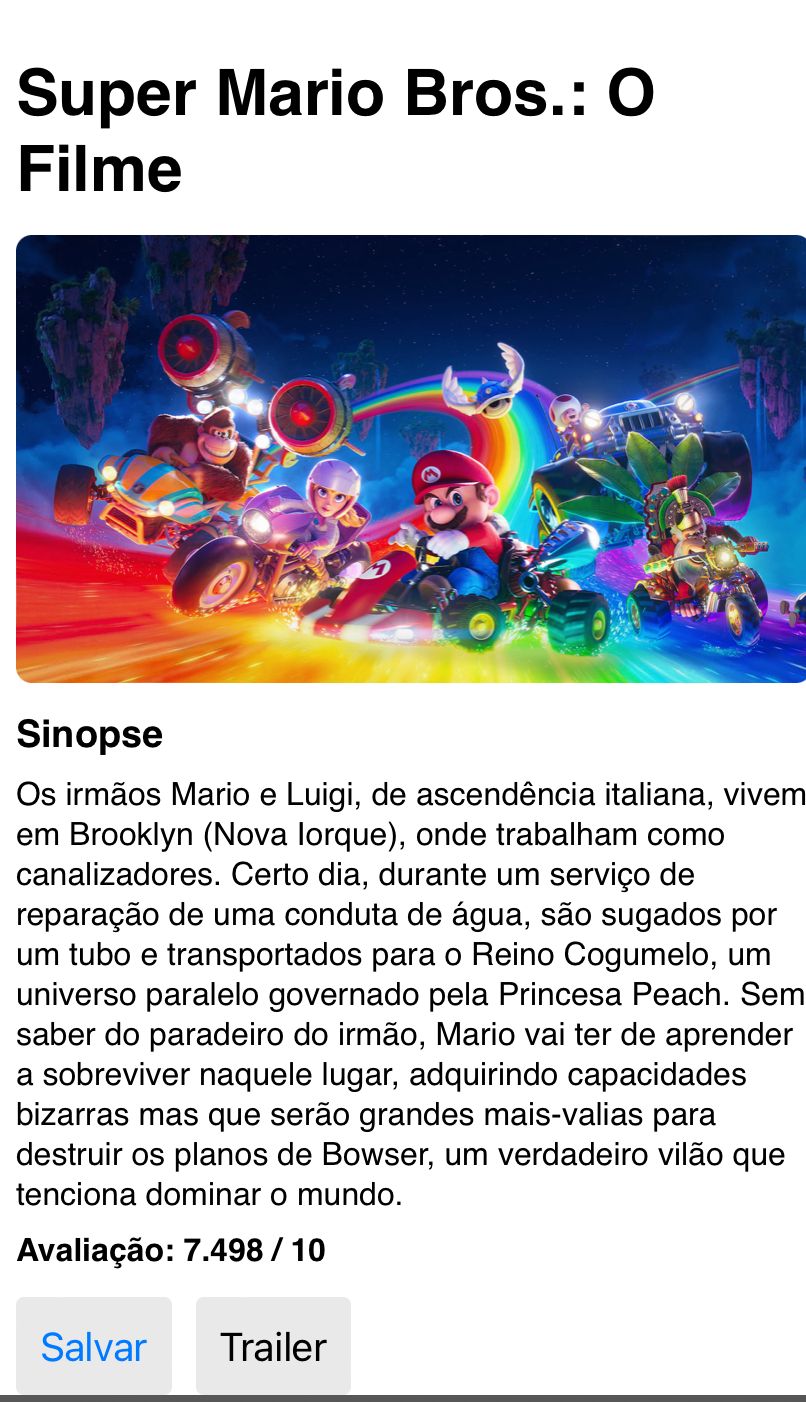 Super Mario Bros.: O
Filme
M
Sinopse
Os irmãos Mario e Luigi, de ascendência italiana, vivem
em Brooklyn (Nova Iorque), onde trabalham como
canalizadores. Certo dia, durante um serviço de
reparação de uma conduta de água, são sugados por
um tubo e transportados para o Reino Cogumelo, um
universo paralelo governado pela Princesa Peach. Sem
saber do paradeiro do irmão, Mario vai ter de aprender
a sobreviver naquele lugar, adquirindo capacidades
bizarras mas que serão grandes mais-valias para
destruir os planos de Bowser, um verdadeiro vilão que
tenciona dominar o mundo.
Avaliação: 7.498 / 10
Salvar Trailer